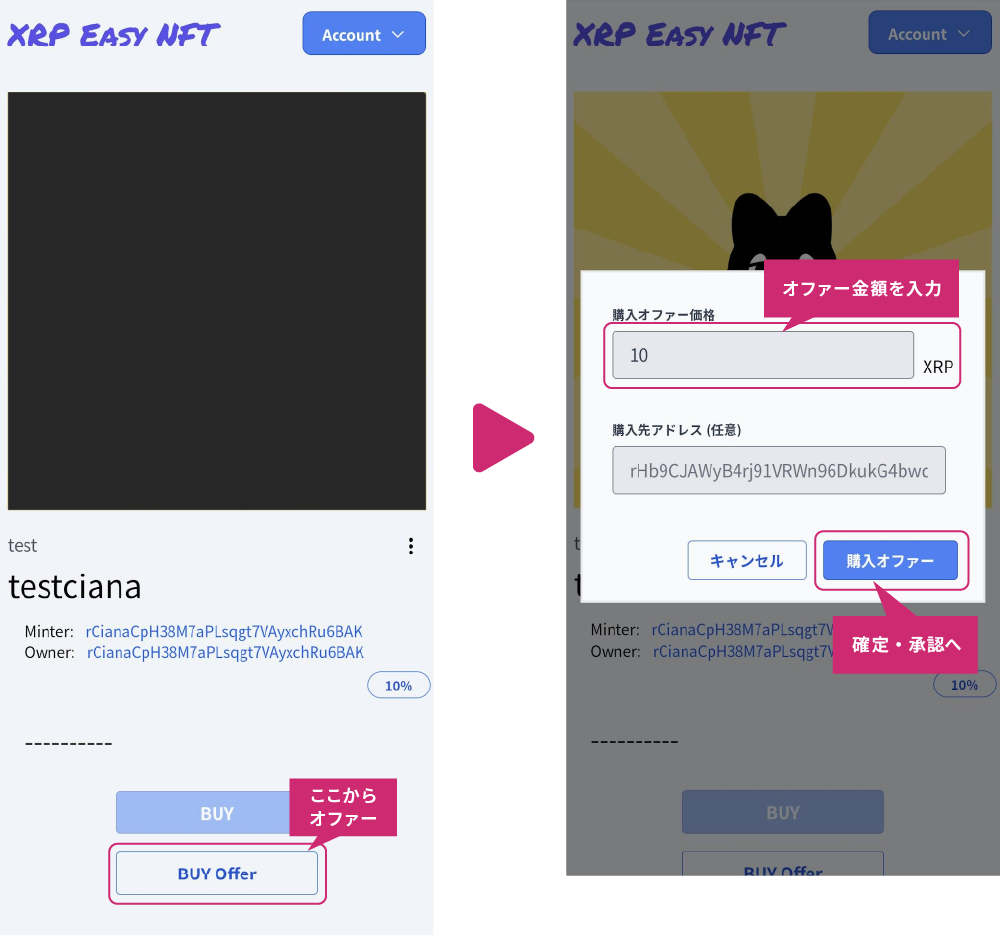 XRP Easy NFT
Account
test
testciana
Minter: rCianaCpH38M7aPLsqgt7VAyxchRu6BAK
Owner: rCianaCpH38M7aPLsqgt7VAyxchRu6BAK
10%
----------
BUY
ここから
オファー
BUY Offer
XRP Easy NFT
Account
オファー金額を入力
購入オファー価格
10
XRP
購入先アドレス (任意)
rHb9CJAWyB4rj91VRWn96DkukG4bwc
キャンセル
購入オファー
Minter: rCianaCpH38M7aPLsqgt7V
Owner: rCianaCpH38M7aPLsqgt7V
確定・承認へ
10%
----------
BUY
BUY Offer